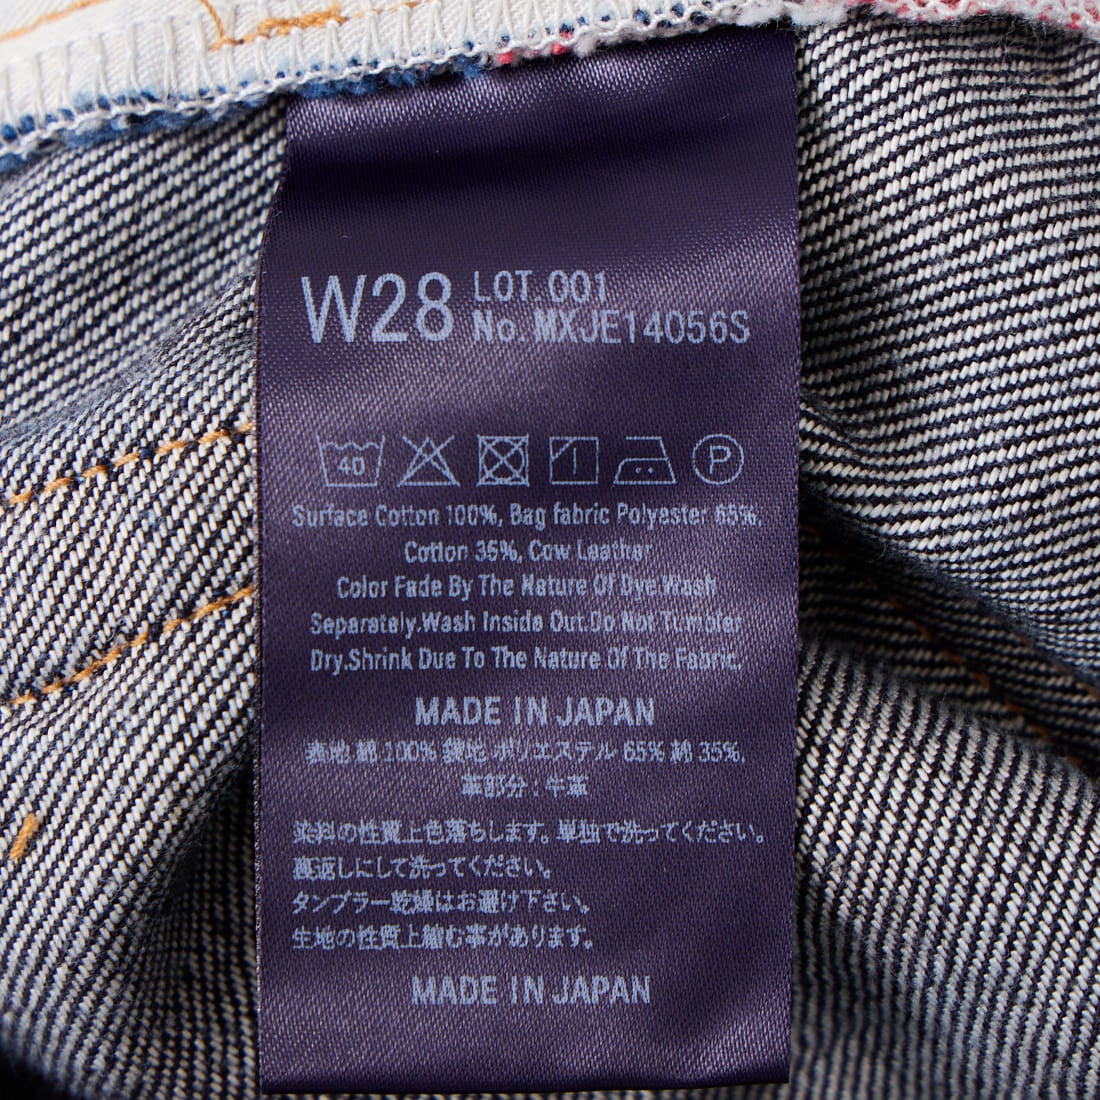 W28 LOT.001
No.MXJE14056S
40 P
Surface Cotton 100%, Bag fabric Polyester 65%,
Cotton 35%, Cow Leather
Color Fade By The Nature Of Dye.Wash
Separately.Wash Inside Out.Do Not Tumbler
Dry.Shrink Due To The Nature Of The Fabric.
MADE IN JAPAN
表地 綿 100% 袋地 ポリエステル 65% 綿 35%,
革部分 : 牛革
染料の性質上色落ちします。単独で洗ってください。
裏返しにして洗ってください。
タンブラー乾燥はお避け下さい。
生地の性質上縮む事があります。
MADE IN JAPAN